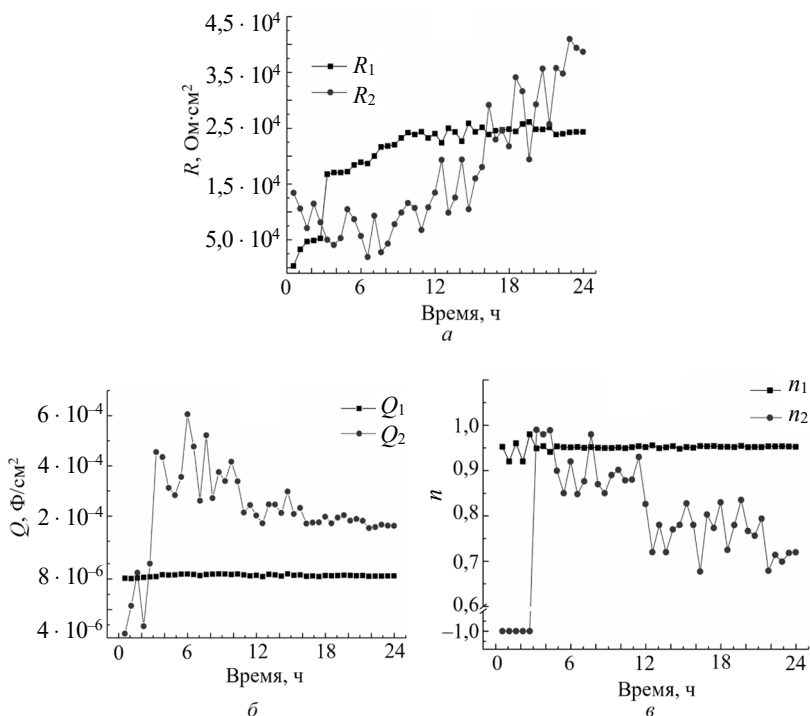 4,5 · 10⁴
3,5 · 10⁴
2,5 · 10⁴
1,5 · 10⁴
5,0 · 10⁴
R, Ом·см²
R₁
R₂
0 6 12 18 24
Время, ч
а
6 · 10⁻⁴
4 · 10⁻⁴
2 · 10⁻⁴
8 · 10⁻⁶
4 · 10⁻⁶
Q, Ф/см²
Q₁
Q₂
0 6 12 18 24
Время, ч
б
n₁
n₂
1,0
0,9
0,8
0,7
0,6
−1,0
n
0 6 12 18 24
Время, ч
в